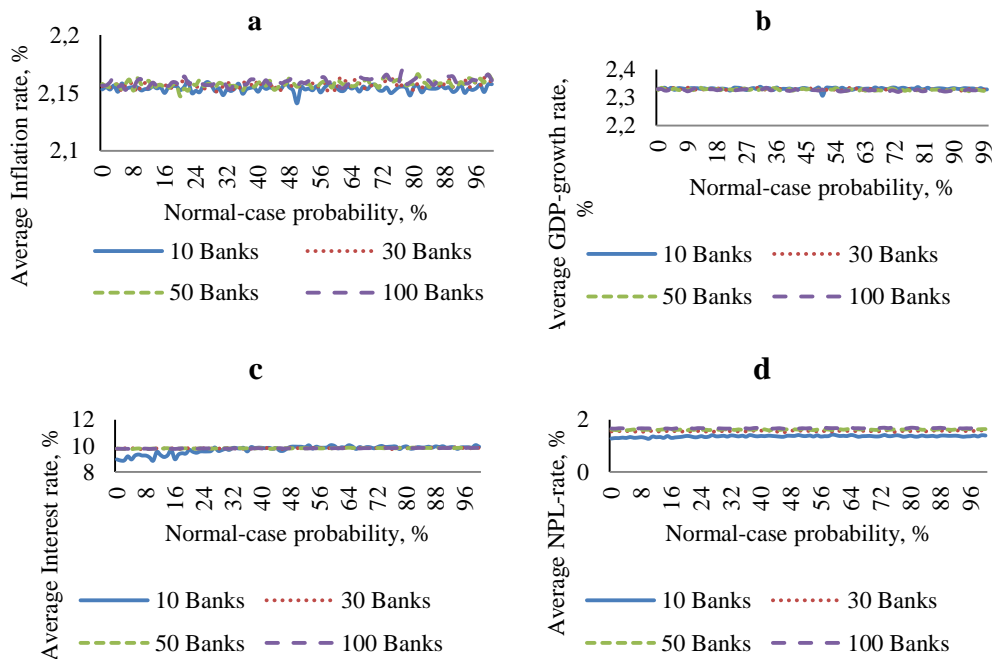 a
2,2
2,15
2,1
0 8 16 24 32 40 48 56 64 72 80 88 96
Average Inflation rate, %
Normal-case probability, %
10 Banks 30 Banks
50 Banks 100 Banks
b
2,4
2,3
2,2
0 9 18 27 36 45 54 63 72 81 90 99
Average GDP-growth rate,
%
Normal-case probability, %
10 Banks 30 Banks
50 Banks 100 Banks
c
12
10
8
0 8 16 24 32 40 48 56 64 72 80 88 96
Average Interest rate, %
Normal-case probability, %
10 Banks 30 Banks
50 Banks 100 Banks
d
2
0
0 8 16 24 32 40 48 56 64 72 80 88 96
Average NPL-rate, %
Normal-case probability, %
10 Banks 30 Banks
50 Banks 100 Banks